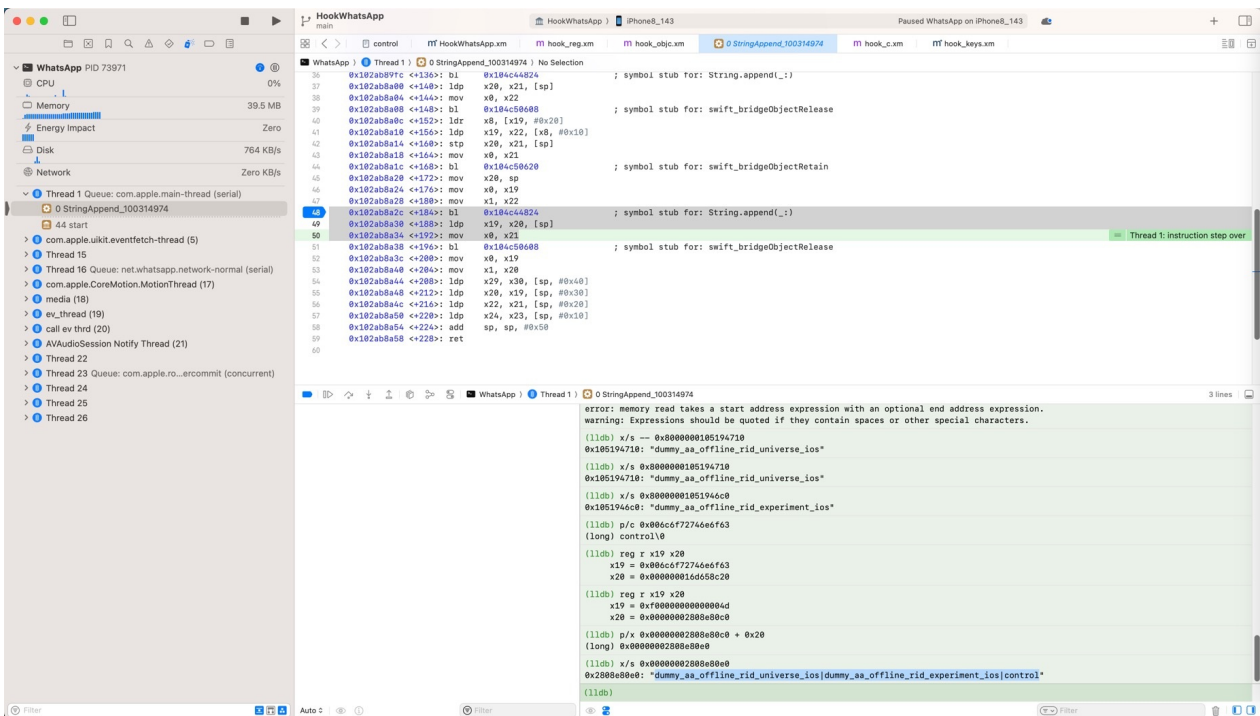 HookWhatsApp
main
HookWhatsApp 〉 iPhone8_143
Paused WhatsApp on iPhone8_143
control
HookWhatsApp.xm
hook_reg.xm
hook_objc.xm
0 StringAppend_100314974
hook_c.xm
hook_keys.xm
WhatsApp 〉 Thread 1 〉 0 StringAppend_100314974 〉 No Selection
WhatsApp PID 73971
CPU 0%
Memory 39.5 MB
Energy Impact Zero
Disk 764 KB/s
Network Zero KB/s
Thread 1 Queue: com.apple.main-thread (serial)
0 StringAppend_100314974
44 start
com.apple.uikit.eventfetch-thread (5)
Thread 15
Thread 16 Queue: net.whatsapp.network-normal (serial)
com.apple.CoreMotion.MotionThread (17)
media (18)
ev_thread (19)
call ev thrd (20)
AVAudioSession Notify Thread (21)
Thread 22
Thread 23 Queue: com.apple.ro...ercommit (concurrent)
Thread 24
Thread 25
Thread 26
36 0x102ab89fc <+136>: bl 0x104c44824 ; symbol stub for: String.append(_:)
37 0x102ab8a00 <+140>: ldp x20, x21, [sp]
38 0x102ab8a04 <+144>: mov x0, x22
39 0x102ab8a08 <+148>: bl 0x104c50608 ; symbol stub for: swift_bridgeObjectRelease
40 0x102ab8a0c <+152>: ldr x8, [x19, #0x20]
41 0x102ab8a10 <+156>: ldp x19, x22, [x8, #0x10]
42 0x102ab8a14 <+160>: stp x20, x21, [sp]
43 0x102ab8a18 <+164>: mov x0, x21
44 0x102ab8a1c <+168>: bl 0x104c50620 ; symbol stub for: swift_bridgeObjectRetain
45 0x102ab8a20 <+172>: mov x20, sp
46 0x102ab8a24 <+176>: mov x0, x19
47 0x102ab8a28 <+180>: mov x1, x22
48 0x102ab8a2c <+184>: bl 0x104c44824 ; symbol stub for: String.append(_:)
49 0x102ab8a30 <+188>: ldp x19, x20, [sp]
50 0x102ab8a34 <+192>: mov x0, x21 Thread 1: instruction step over
51 0x102ab8a38 <+196>: bl 0x104c50608 ; symbol stub for: swift_bridgeObjectRelease
52 0x102ab8a3c <+200>: mov x0, x19
53 0x102ab8a40 <+204>: mov x1, x20
54 0x102ab8a44 <+208>: ldp x29, x30, [sp, #0x40]
55 0x102ab8a48 <+212>: ldp x20, x19, [sp, #0x30]
56 0x102ab8a4c <+216>: ldp x22, x21, [sp, #0x20]
57 0x102ab8a50 <+220>: ldp x24, x23, [sp, #0x10]
58 0x102ab8a54 <+224>: add sp, sp, #0x50
59 0x102ab8a58 <+228>: ret
60
WhatsApp 〉 Thread 1 〉 0 StringAppend_100314974
3 lines
error: memory read takes a start address expression with an optional end address expression.
warning: Expressions should be quoted if they contain spaces or other special characters.
(lldb) x/s -- 0x8000000105194710
0x105194710: "dummy_aa_offline_rid_universe_ios"
(lldb) x/s 0x8000000105194710
0x105194710: "dummy_aa_offline_rid_universe_ios"
(lldb) x/s 0x80000001051946c0
0x1051946c0: "dummy_aa_offline_rid_experiment_ios"
(lldb) p/c 0x006c6f72746e6f63
(long) control\0
(lldb) reg r x19 x20
x19 = 0x006c6f72746e6f63
x20 = 0x000000016d658c20
(lldb) reg r x19 x20
x19 = 0xf00000000000004d
x20 = 0x00000002808e80c0
(lldb) p/x 0x00000002808e80c0 + 0x20
(long) 0x00000002808e80e0
(lldb) x/s 0x00000002808e80e0
0x2808e80e0: "dummy_aa_offline_rid_universe_ios|dummy_aa_offline_rid_experiment_ios|control"
(lldb)
Filter
Auto
Filter
Filter